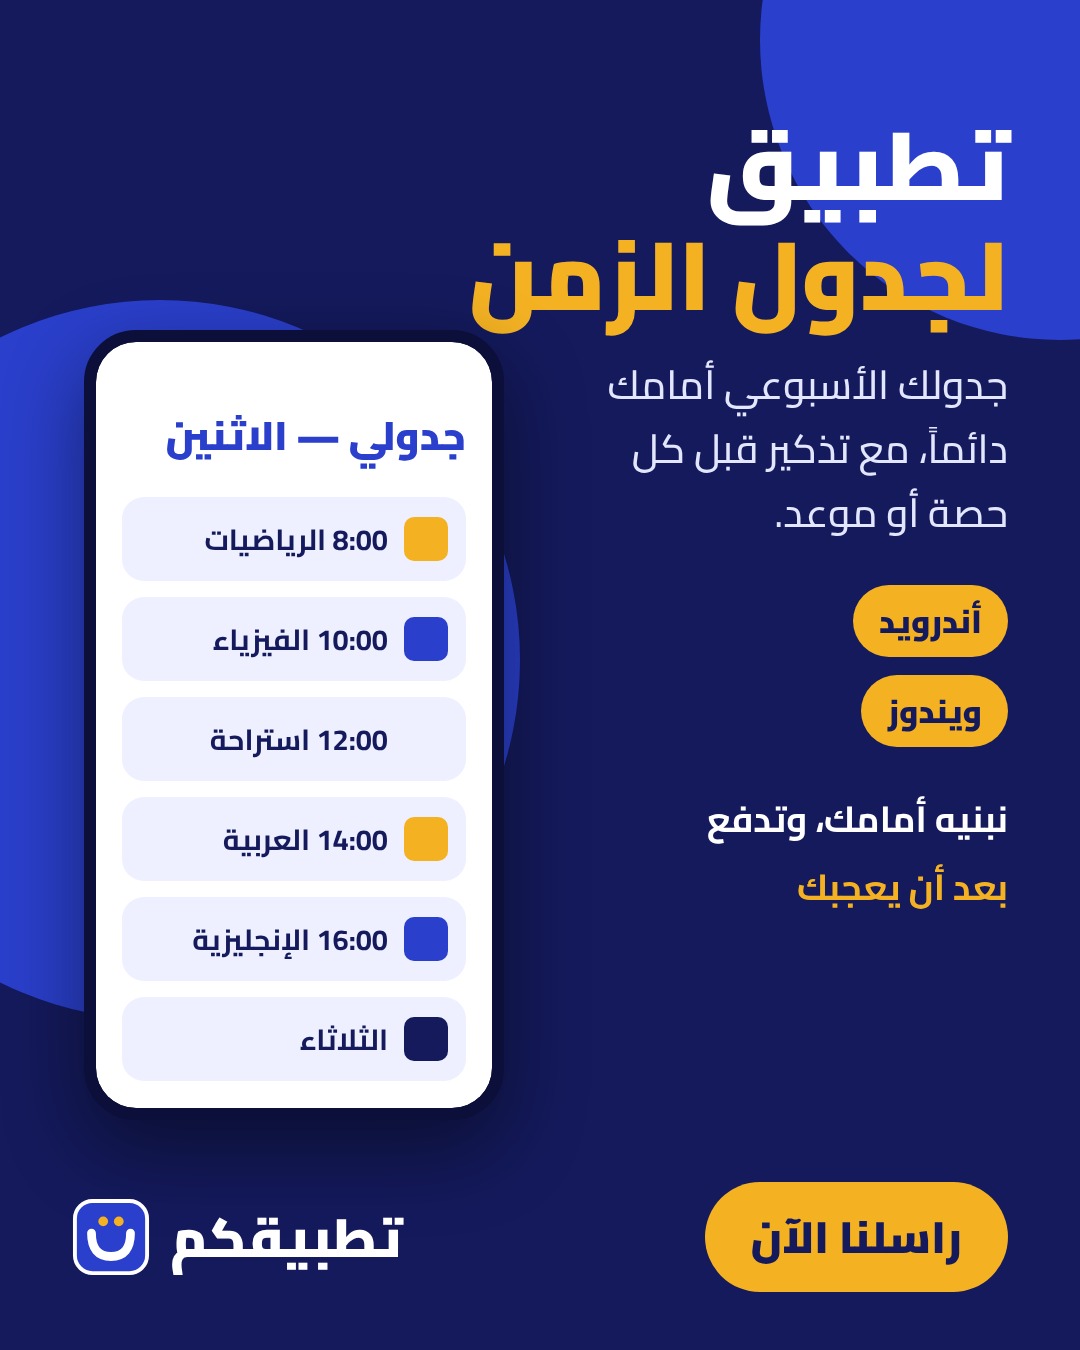 تطبيق
لجدول الزمن
جدولك الأسبوعي أمامك
دائماً، مع تذكير قبل كل
حصة أو موعد.
أندرويد
ويندوز
نبنيه أمامك، وتدفع
بعد أن يعجبك
جدولي — الاثنين
8:00 الرياضيات
10:00 الفيزياء
12:00 استراحة
14:00 العربية
16:00 الإنجليزية
الثلاثاء
راسلنا الآن
تطبيقكم